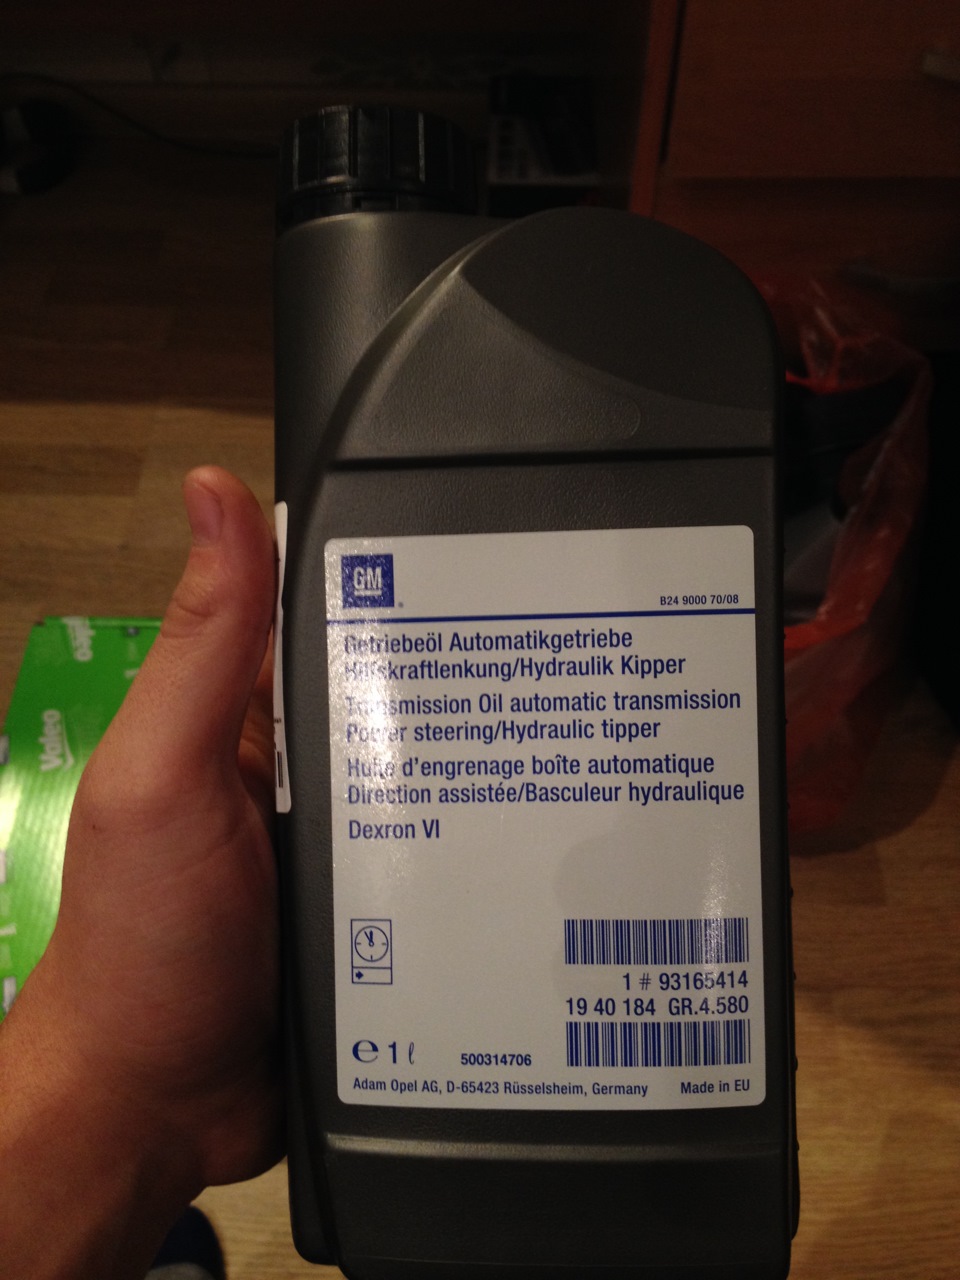 GM
B24 9000 70/08
Getriebeöl Automatikgetriebe
Hilfskraftlenkung/Hydraulik Kipper
Transmission Oil automatic transmission
Power steering/Hydraulic tipper
Huile d'engrenage boîte automatique
Direction assistée/Basculeur hydraulique
Dexron VI
1 # 93165414
19 40 184 GR.4.580
e 1 ℓ
500314706
Adam Opel AG, D-65423 Rüsselsheim, Germany
Made in EU
Valeo
Valeo